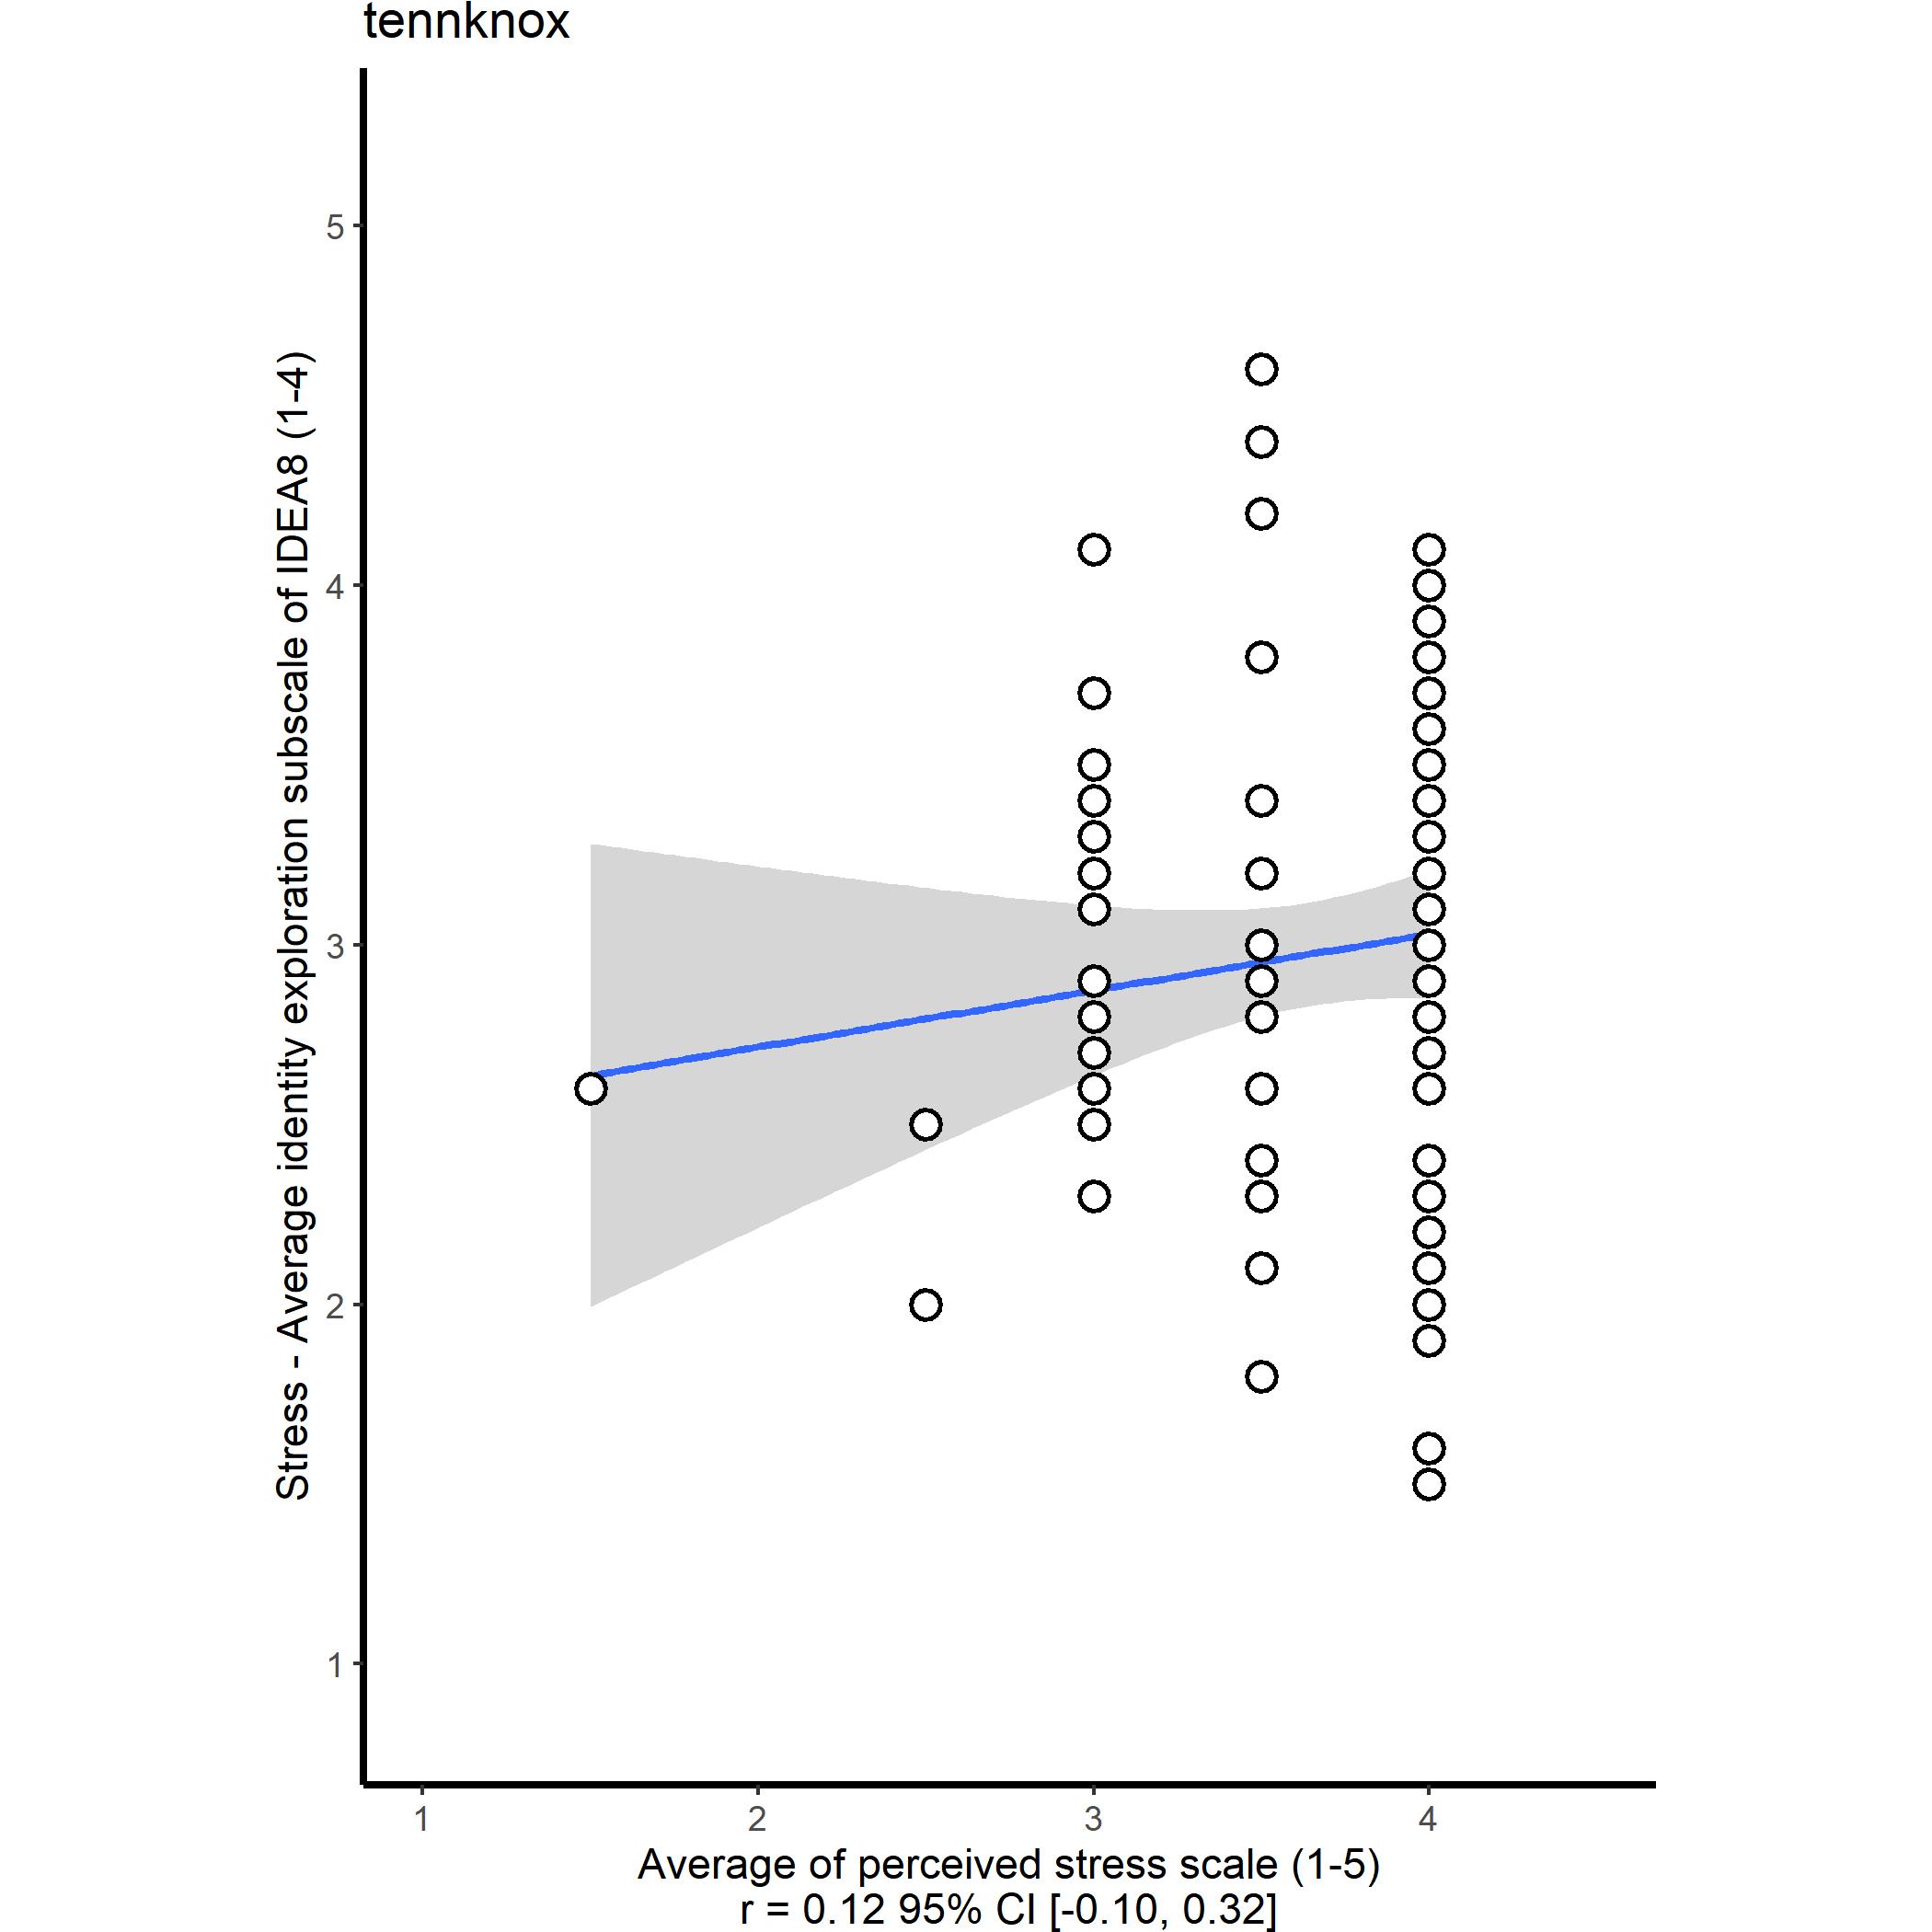 tennknox
Stress - Average identity exploration subscale of IDEA8 (1-4)
5
4
3
2
1
1
2
3
4
Average of perceived stress scale (1-5)
r = 0.12 95% CI [-0.10, 0.32]